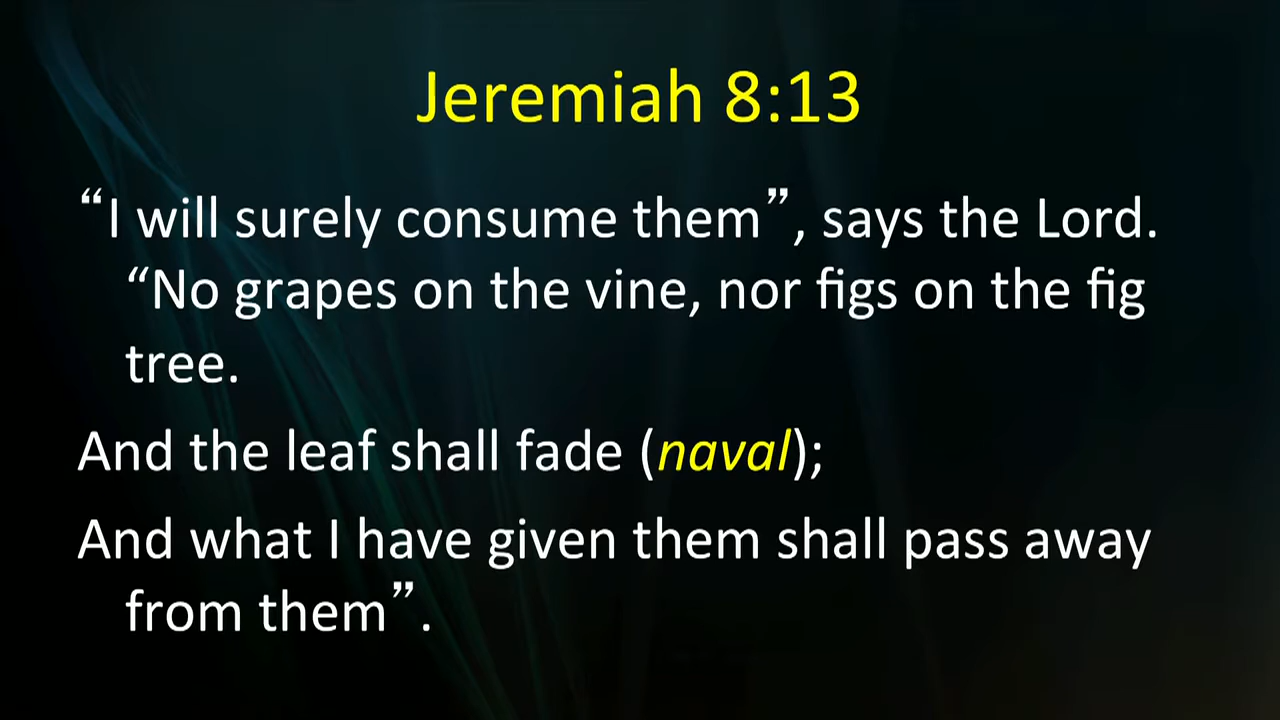 Jeremiah 8:13
“I will surely consume them”, says the Lord.
“No grapes on the vine, nor figs on the fig
tree.
And the leaf shall fade (naval);
And what I have given them shall pass away
from them”.